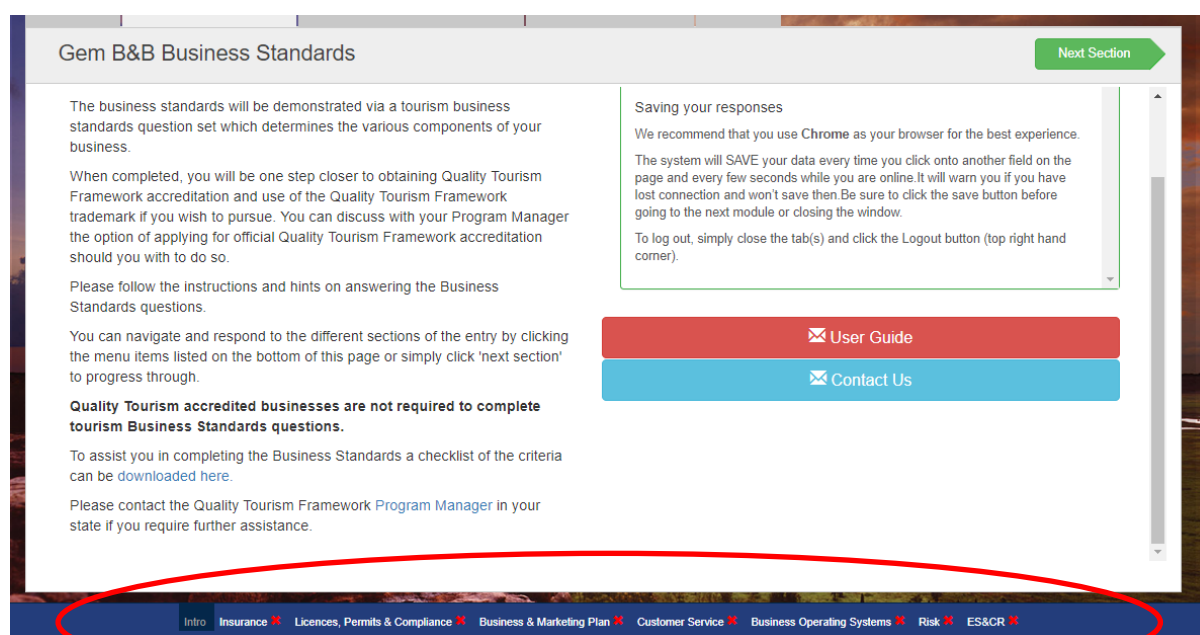 Gem B&B Business Standards
Next Section
The business standards will be demonstrated via a tourism business
standards question set which determines the various components of your
business.
When completed, you will be one step closer to obtaining Quality Tourism
Framework accreditation and use of the Quality Tourism Framework
trademark if you wish to pursue. You can discuss with your Program Manager
the option of applying for official Quality Tourism Framework accreditation
should you with to do so.
Please follow the instructions and hints on answering the Business
Standards questions.
You can navigate and respond to the different sections of the entry by clicking
the menu items listed on the bottom of this page or simply click 'next section'
to progress through.
Quality Tourism accredited businesses are not required to complete
tourism Business Standards questions.
To assist you in completing the Business Standards a checklist of the criteria
can be downloaded here.
Please contact the Quality Tourism Framework Program Manager in your
state if you require further assistance.
Saving your responses
We recommend that you use Chrome as your browser for the best experience.
The system will SAVE your data every time you click onto another field on the
page and every few seconds while you are online.It will warn you if you have
lost connection and won't save then.Be sure to click the save button before
going to the next module or closing the window.
To log out, simply close the tab(s) and click the Logout button (top right hand
corner).
User Guide
Contact Us
Intro Insurance Licences, Permits & Compliance Business & Marketing Plan Customer Service Business Operating Systems Risk ES&CR